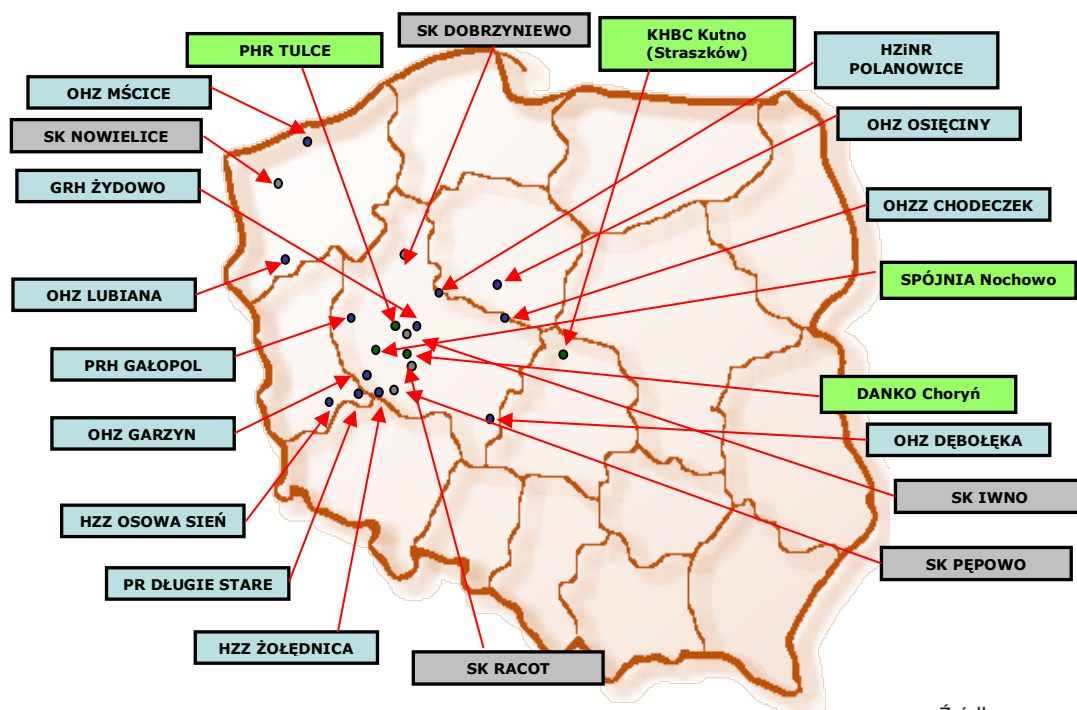 SK DOBRZYNIEWO
KHBC Kutno
(Straszków)
PHR TULCE
HZiNR
POLANOWICE
OHZ MŚCICE
OHZ OSIĘCINY
SK NOWIELICE
GRH ŻYDOWO
OHZZ CHODECZEK
SPÓJNIA Nochowo
OHZ LUBIANA
PRH GAŁOPOL
DANKO Choryń
OHZ GARZYN
OHZ DĘBOŁĘKA
SK IWNO
HZZ OSOWA SIEŃ
SK PĘPOWO
PR DŁUGIE STARE
HZZ ŻOŁĘDNICA
SK RACOT